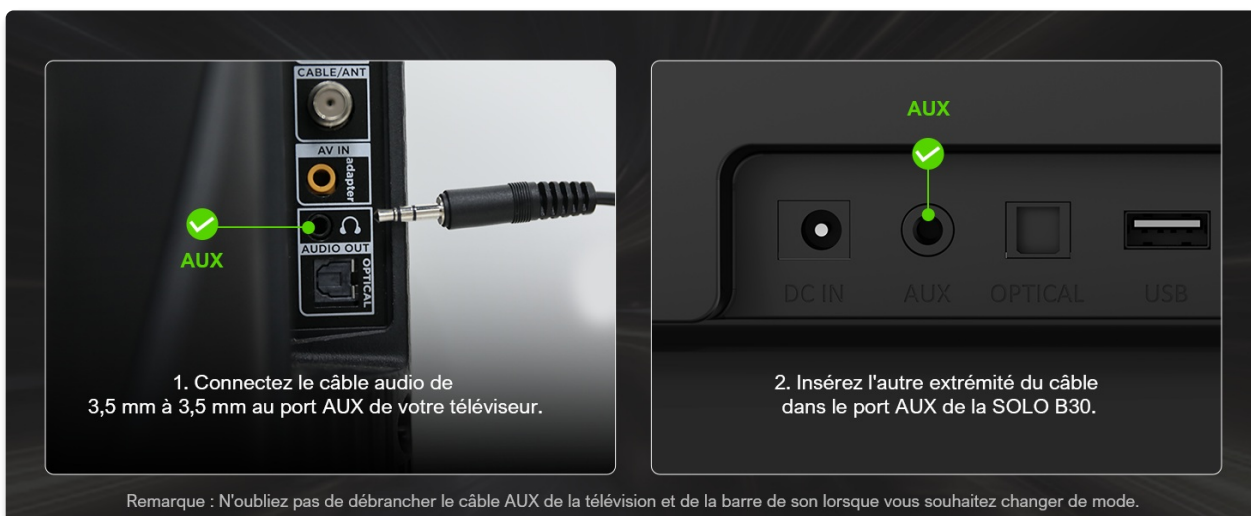 CABLE/ANT
AV IN
adapter
AUX
AUDIO OUT
OPTICAL
1. Connectez le câble audio de
3,5 mm à 3,5 mm au port AUX de votre téléviseur.
AUX
DC IN AUX OPTICAL USB
2. Insérez l'autre extrémité du câble
dans le port AUX de la SOLO B30.
Remarque : N'oubliez pas de débrancher le câble AUX de la télévision et de la barre de son lorsque vous souhaitez changer de mode.